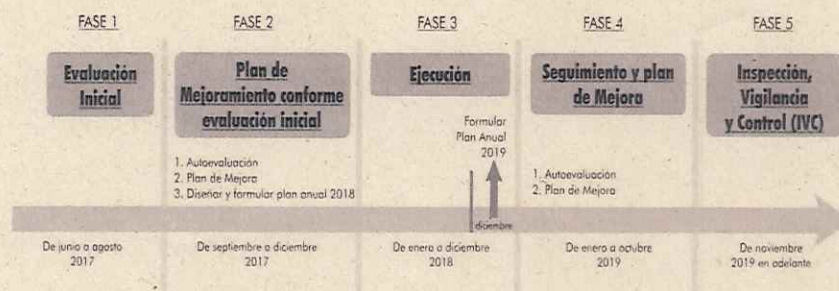 FASE 1
FASE 2
FASE 3
FASE 4
FASE 5
Evaluación
Inicial
Plan de
Mejoramiento conforme
evaluación inicial
Ejecución
Seguimiento y plan
de Mejora
Inspección,
Vigilancia
y Control (IVC)
Formular
Plan Anual
2019
1. Autoevaluación
2. Plan de Mejora
3. Diseñar y formular plan anual 2018
1. Autoevaluación
2. Plan de Mejora
diciembre
De junio a agosto
2017
De septiembre a diciembre
2017
De enero a diciembre
2018
De enero a octubre
2019
De noviembre
2019 en adelante